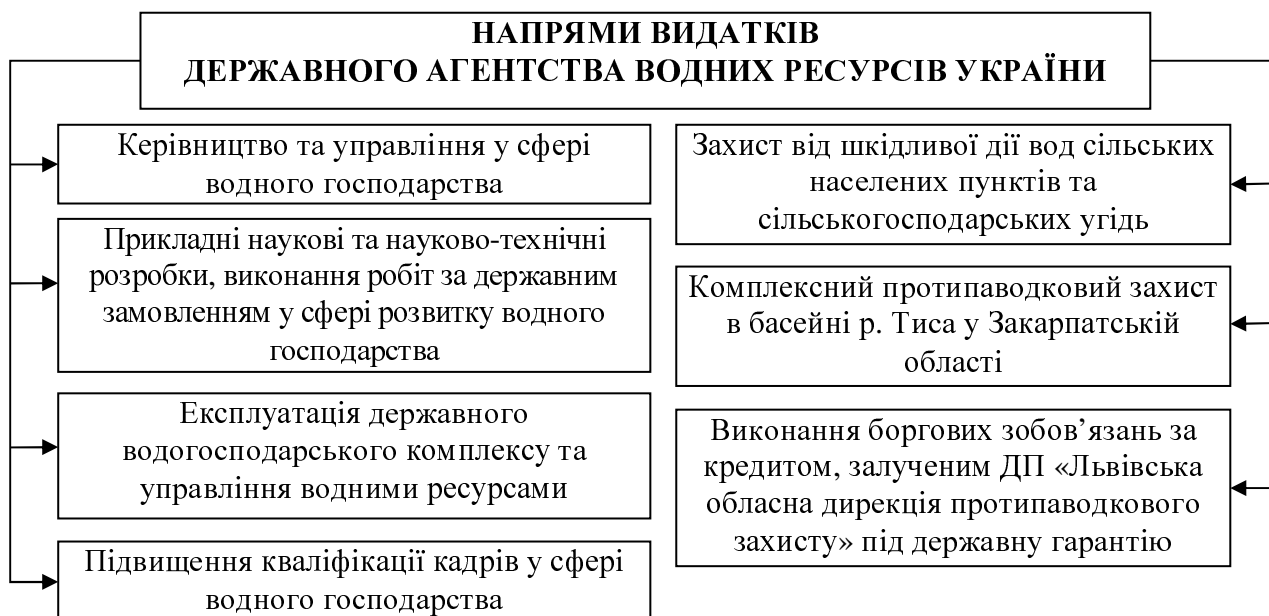 НАПРЯМИ ВИДАТКІВ
ДЕРЖАВНОГО АГЕНТСТВА ВОДНИХ РЕСУРСІВ УКРАЇНИ
Керівництво та управління у сфері
водного господарства
Прикладні наукові та науково-технічні
розробки, виконання робіт за державним
замовленням у сфері розвитку водного
господарства
Експлуатація державного
водогосподарського комплексу та
управління водними ресурсами
Підвищення кваліфікації кадрів у сфері
водного господарства
Захист від шкідливої дії вод сільських
населених пунктів та
сільськогосподарських угідь
Комплексний протипаводковий захист
в басейні р. Тиса у Закарпатській
області
Виконання боргових зобов’язань за
кредитом, залученим ДП «Львівська
обласна дирекція протипаводкового
захисту» під державну гарантію